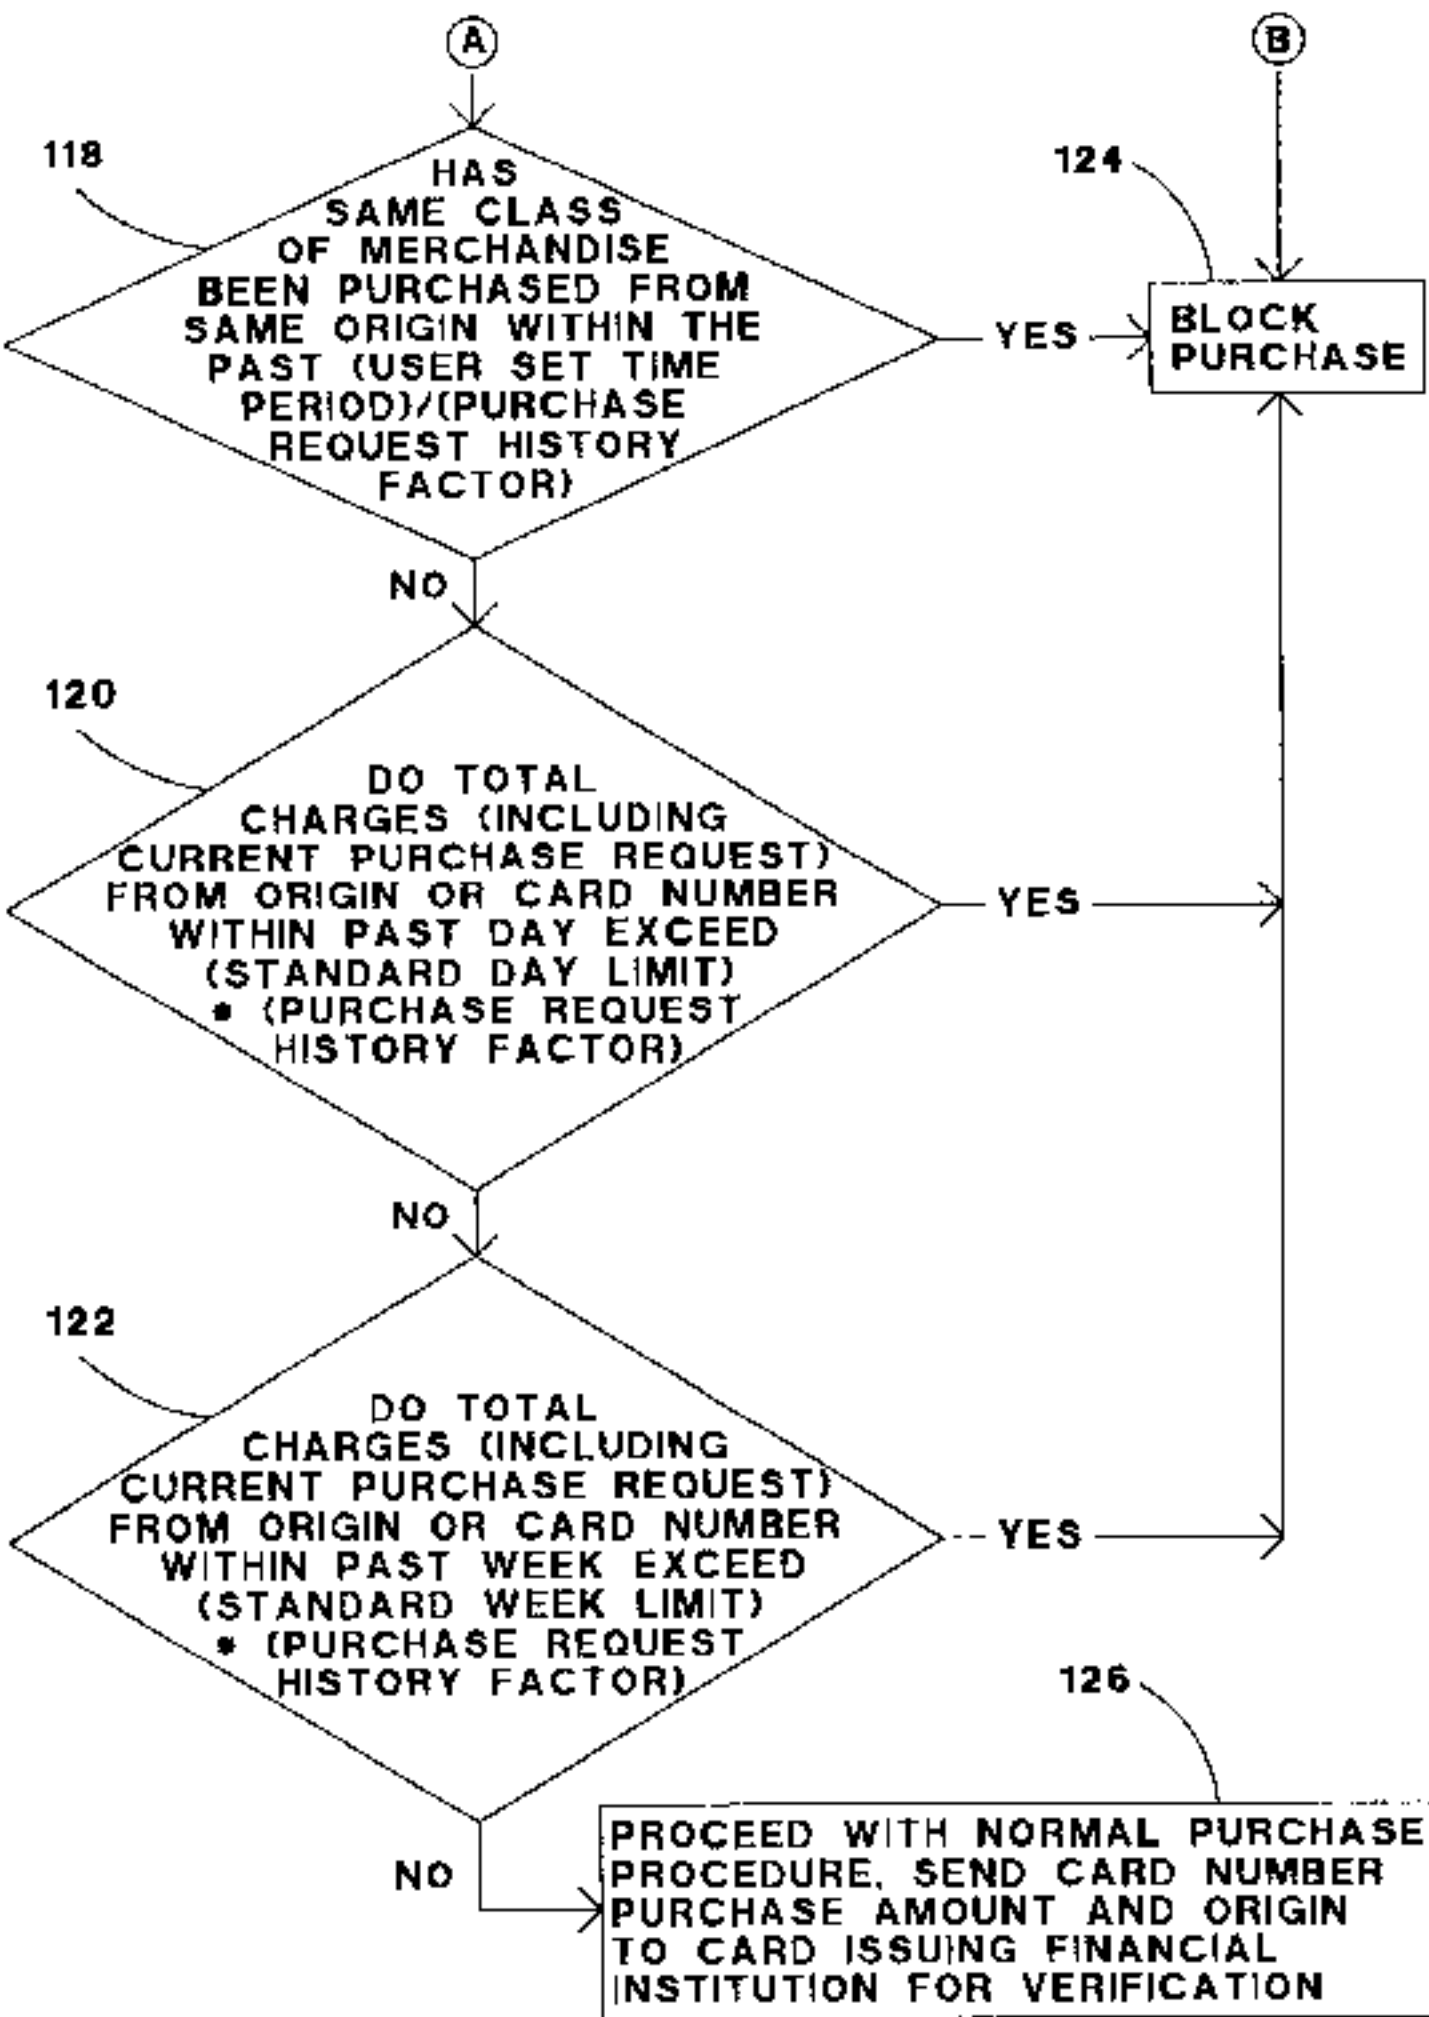 A
B
118
HAS
SAME CLASS
OF MERCHANDISE
BEEN PURCHASED FROM
SAME ORIGIN WITHIN THE
PAST (USER SET TIME
PERIOD)/(PURCHASE
REQUEST HISTORY
FACTOR)
YES
124
BLOCK
PURCHASE
NO
120
DO TOTAL
CHARGES (INCLUDING
CURRENT PURCHASE REQUEST)
FROM ORIGIN OR CARD NUMBER
WITHIN PAST DAY EXCEED
(STANDARD DAY LIMIT)
* (PURCHASE REQUEST
HISTORY FACTOR)
YES
NO
122
DO TOTAL
CHARGES (INCLUDING
CURRENT PURCHASE REQUEST)
FROM ORIGIN OR CARD NUMBER
WITHIN PAST WEEK EXCEED
(STANDARD WEEK LIMIT)
* (PURCHASE REQUEST
HISTORY FACTOR)
YES
NO
126
PROCEED WITH NORMAL PURCHASE
PROCEDURE, SEND CARD NUMBER
PURCHASE AMOUNT AND ORIGIN
TO CARD ISSUING FINANCIAL
INSTITUTION FOR VERIFICATION